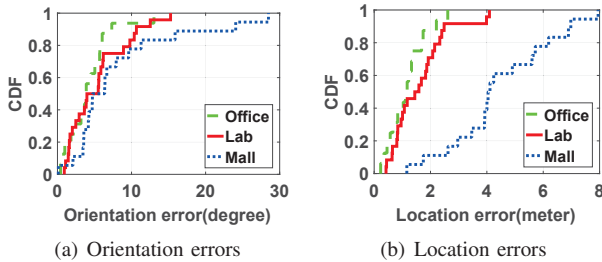 1
0.8
0.6
0.4
0.2
0
CDF
0 10 20 30
Orientation error(degree)
Office
Lab
Mall
(a) Orientation errors
1
0.8
0.6
0.4
0.2
0
CDF
0 2 4 6 8
Location error(meter)
Office
Lab
Mall
(b) Location errors